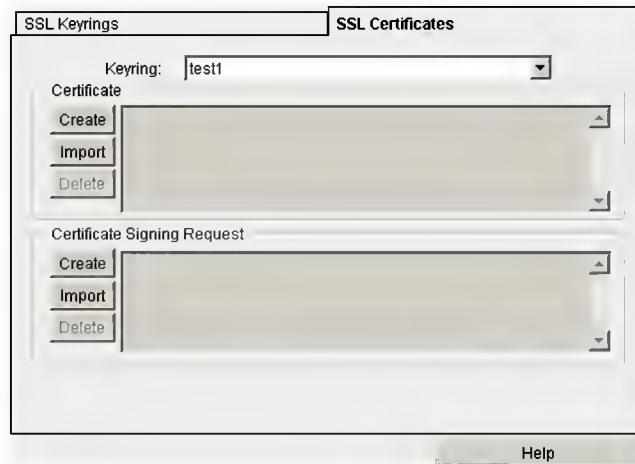 SSL Keyrings SSL Certificates
Keyring: test1
Certificate
Create
Import
Delete
Certificate Signing Request
Create
Import
Delete
Help